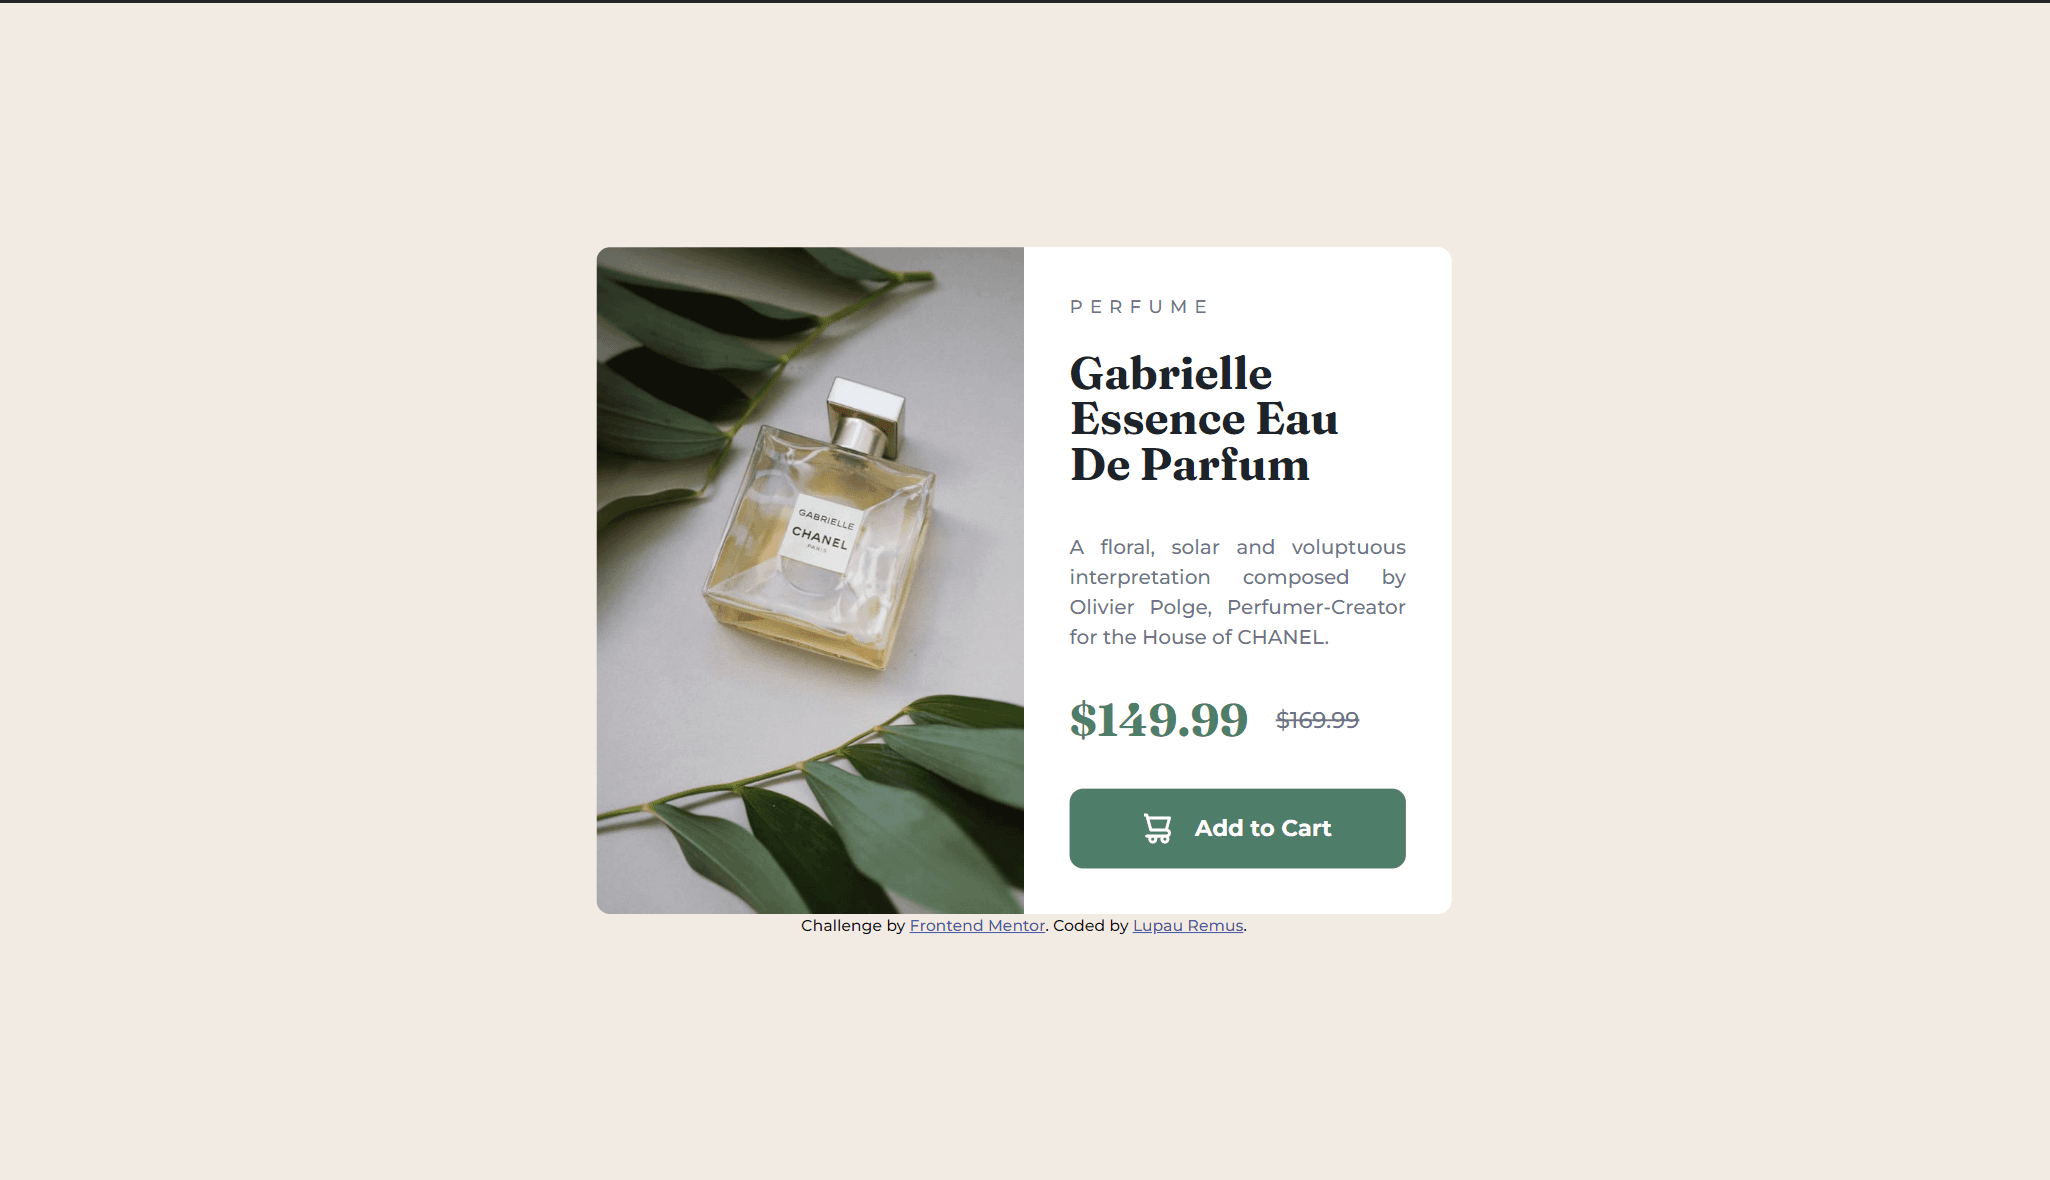 PERFUME
Gabrielle
Essence Eau
De Parfum
GABRIELLE
CHANEL
PARIS
A floral, solar and voluptuous
interpretation composed by
Olivier Polge, Perfumer-Creator
for the House of CHANEL.
$149.99 $169.99
Add to Cart
Challenge by Frontend Mentor. Coded by Lupau Remus.